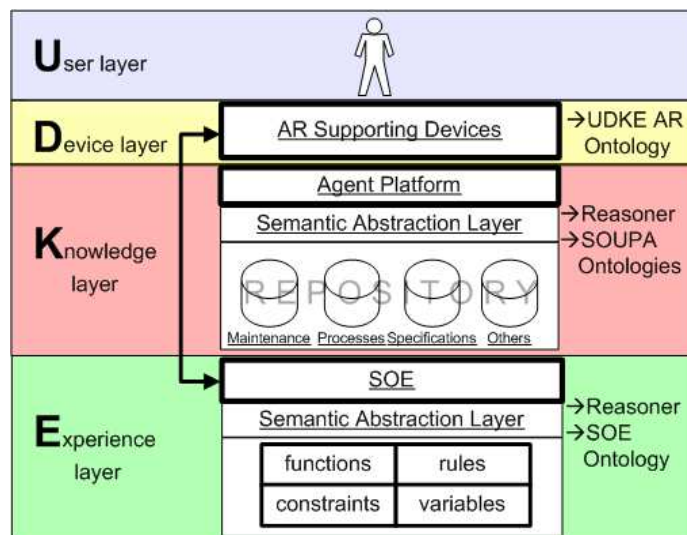 User layer
Device layer
AR Supporting Devices
→UDKE AR
Ontology
Knowledge
layer
Agent Platform
Semantic Abstraction Layer
→Reasoner
→SOUPA
Ontologies
REPOSITORY
Maintenance Processes Specifications Others
Experience
layer
SOE
Semantic Abstraction Layer
→Reasoner
→SOE
Ontology
functions rules
constraints variables